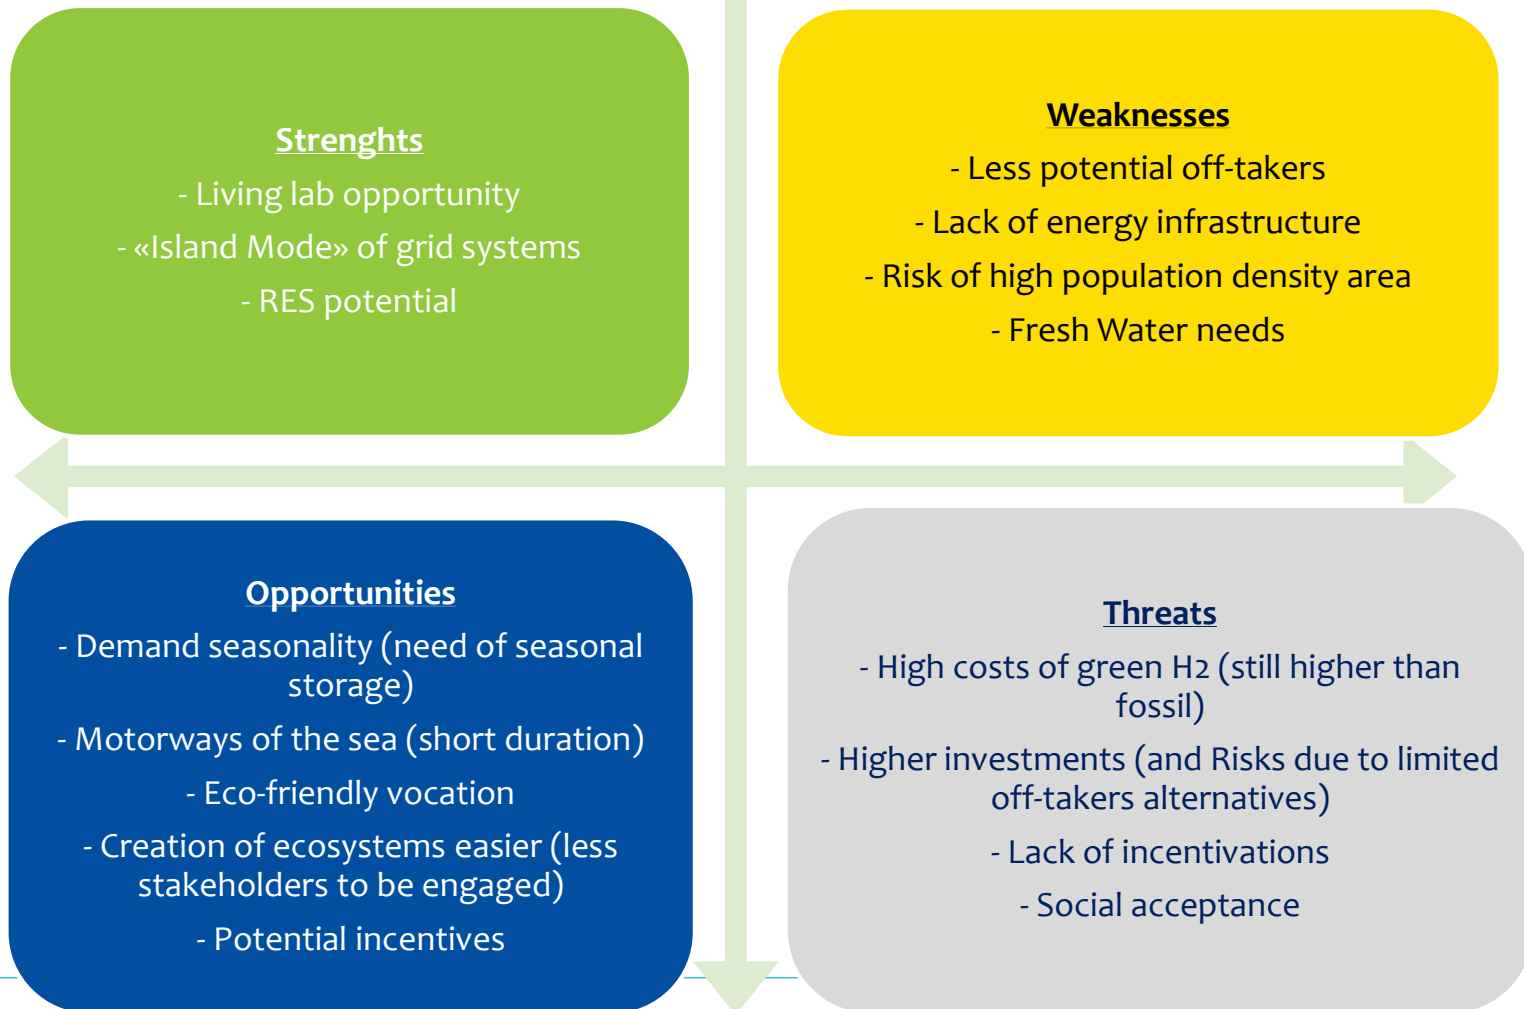 Strenghts
- Living lab opportunity
- «Island Mode» of grid systems
- RES potential
Weaknesses
- Less potential off-takers
- Lack of energy infrastructure
- Risk of high population density area
- Fresh Water needs
Opportunities
- Demand seasonality (need of seasonal
storage)
- Motorways of the sea (short duration)
- Eco-friendly vocation
- Creation of ecosystems easier (less
stakeholders to be engaged)
- Potential incentives
Threats
- High costs of green H2 (still higher than
fossil)
- Higher investments (and Risks due to limited
off-takers alternatives)
- Lack of incentivations
- Social acceptance